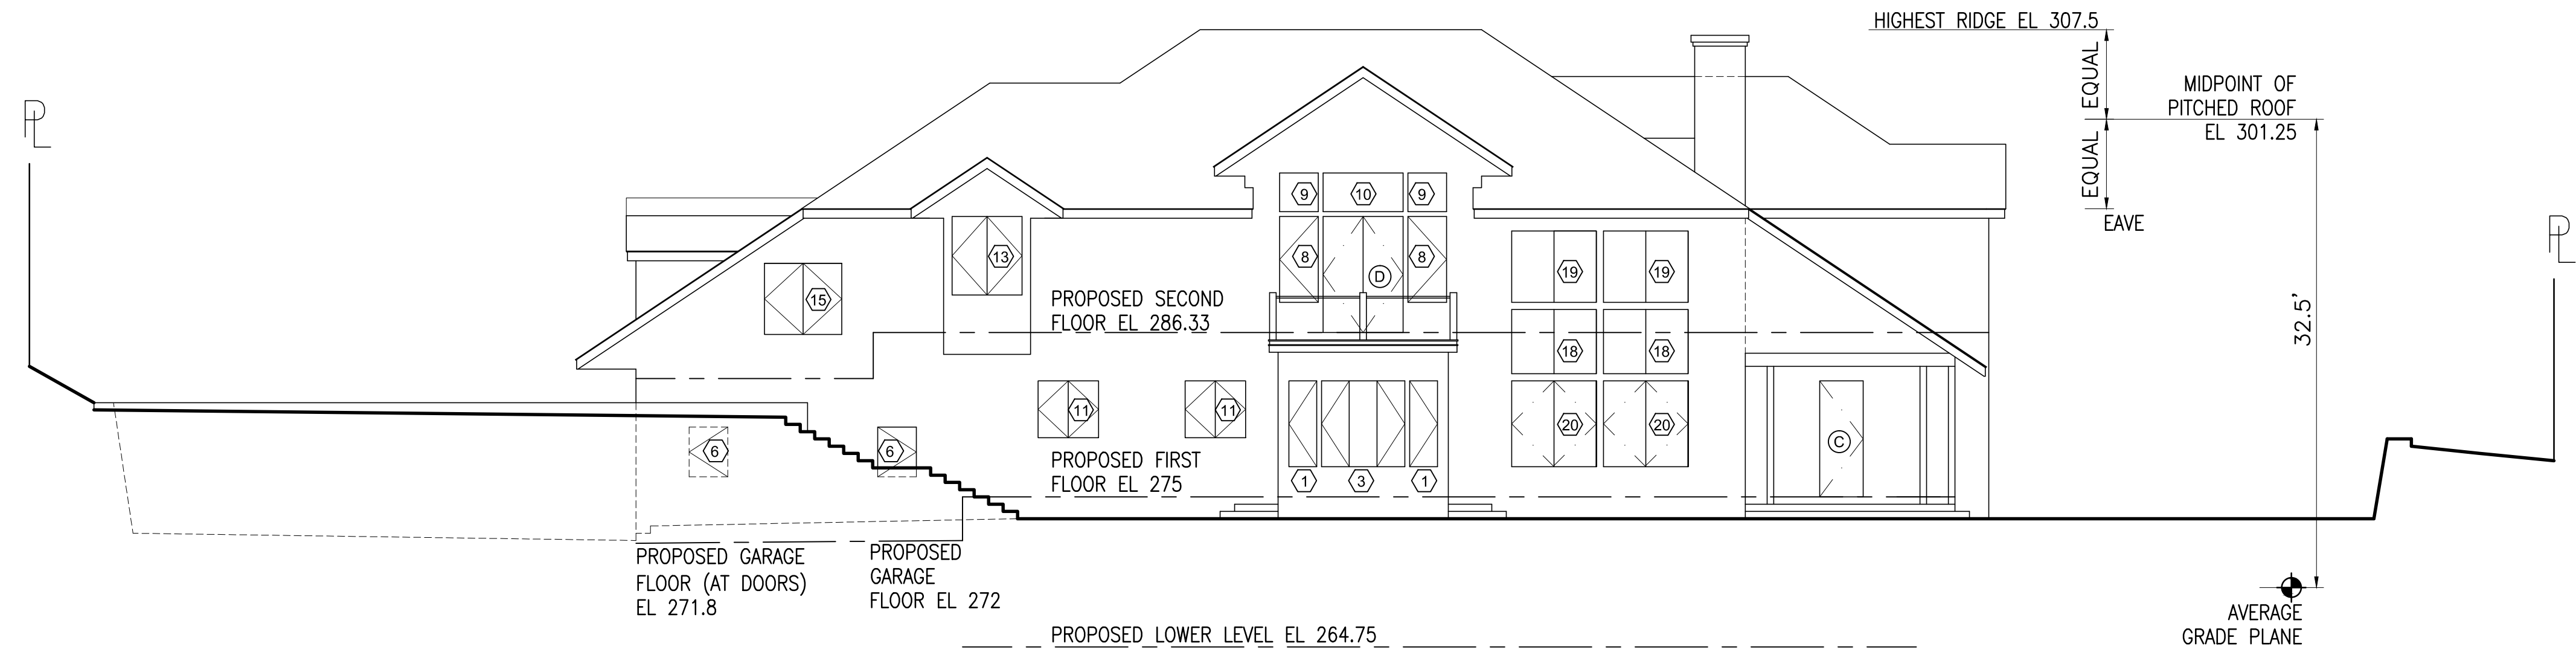 HIGHEST RIDGE EL 307.5
EQUAL
EQUAL
MIDPOINT OF
PITCHED ROOF
EL 301.25
EAVE
PL
PL
9
10
9
8
D
8
13
15
19
19
PROPOSED SECOND
FLOOR EL 286.33
18
18
32.5'
11
11
20
20
6
6
C
PROPOSED FIRST
FLOOR EL 275
1
3
1
PROPOSED GARAGE
FLOOR (AT DOORS)
EL 271.8
PROPOSED
GARAGE
FLOOR EL 272
AVERAGE
GRADE PLANE
PROPOSED LOWER LEVEL EL 264.75